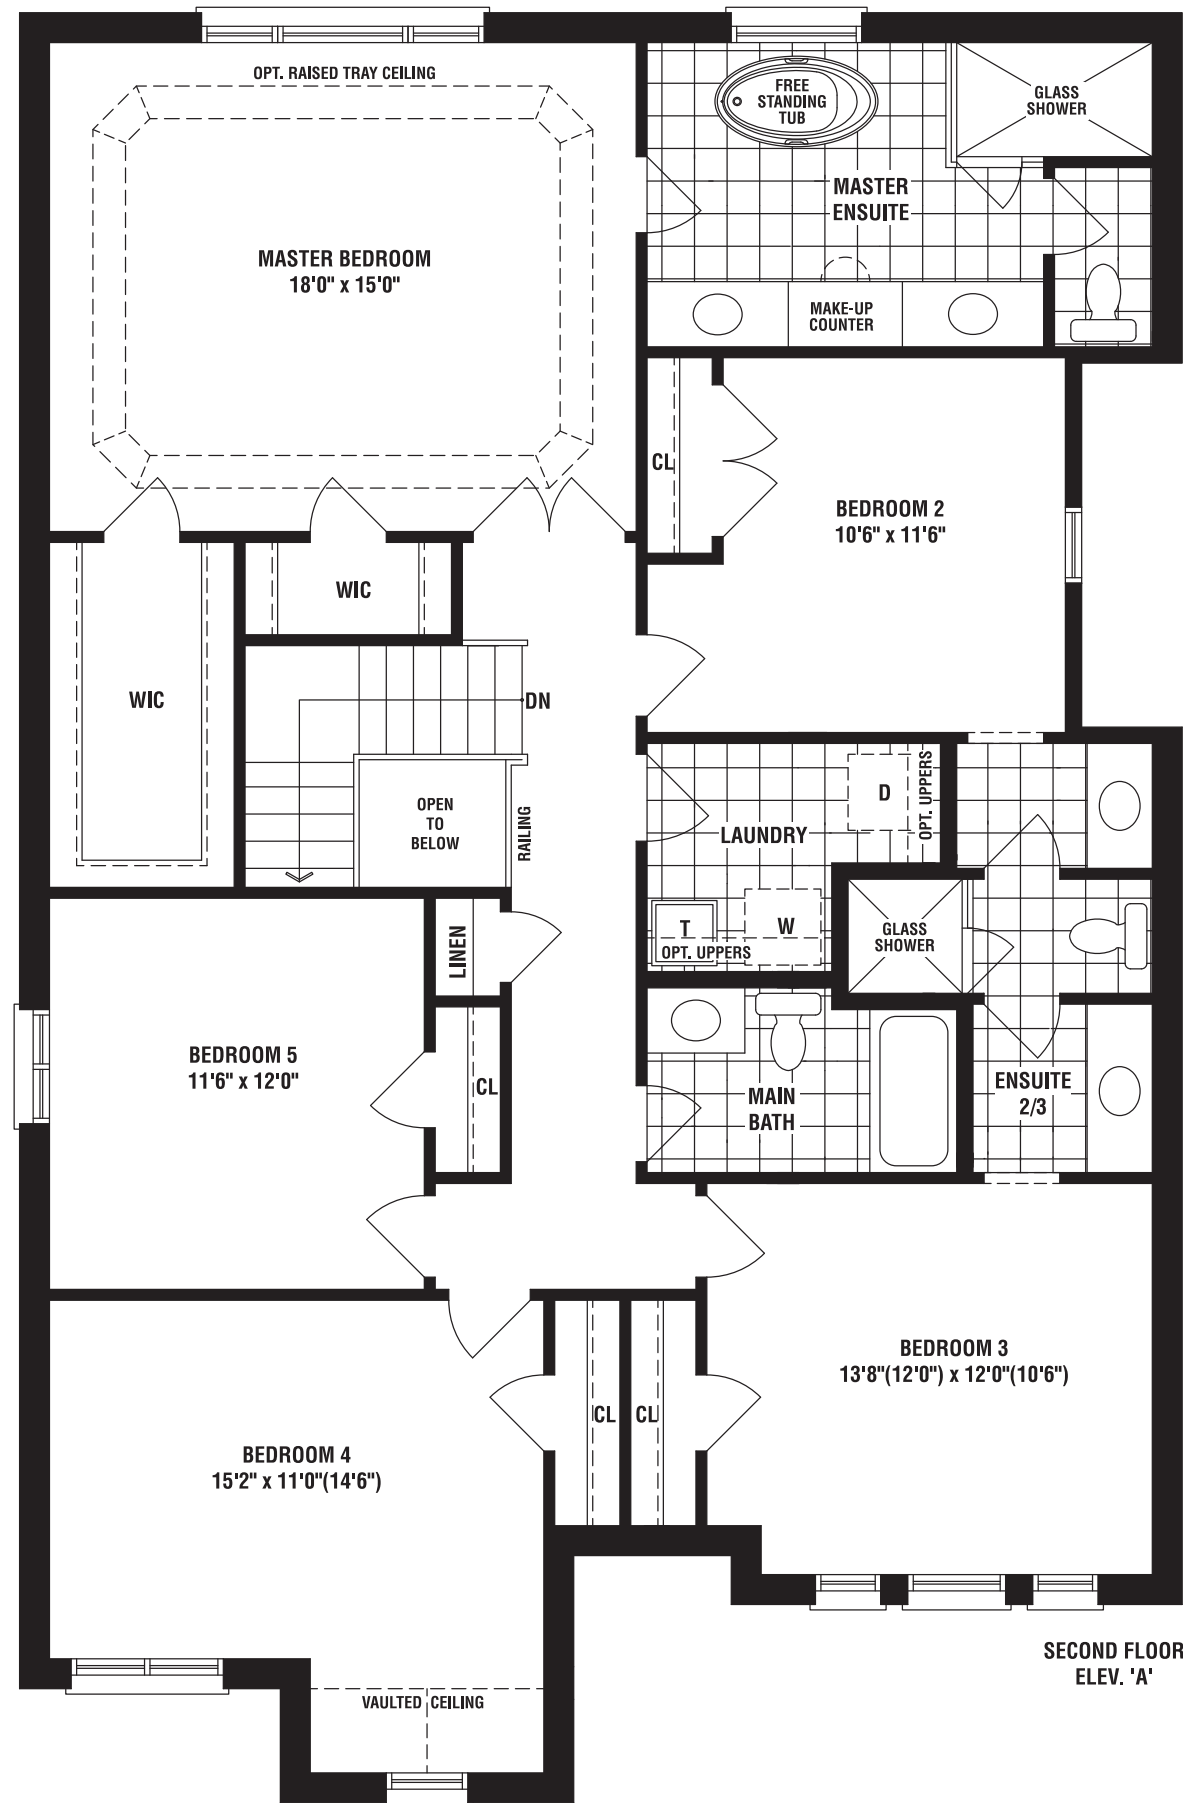 OPT. RAISED TRAY CEILING
FREE
STANDING
TUB
GLASS
SHOWER
MASTER
ENSUITE
MASTER BEDROOM
18'0" x 15'0"
MAKE-UP
COUNTER
CL
BEDROOM 2
10'6" x 11'6"
WIC
WIC
DN
OPEN
TO
BELOW
RAILING
D
OPT. UPPERS
LAUNDRY
T
W
OPT. UPPERS
GLASS
SHOWER
LINEN
BEDROOM 5
11'6" x 12'0"
CL
MAIN
BATH
ENSUITE
2/3
BEDROOM 3
13'8"(12'0") x 12'0"(10'6")
CL
CL
BEDROOM 4
15'2" x 11'0"(14'6")
VAULTED CEILING
SECOND FLOOR
ELEV. 'A'